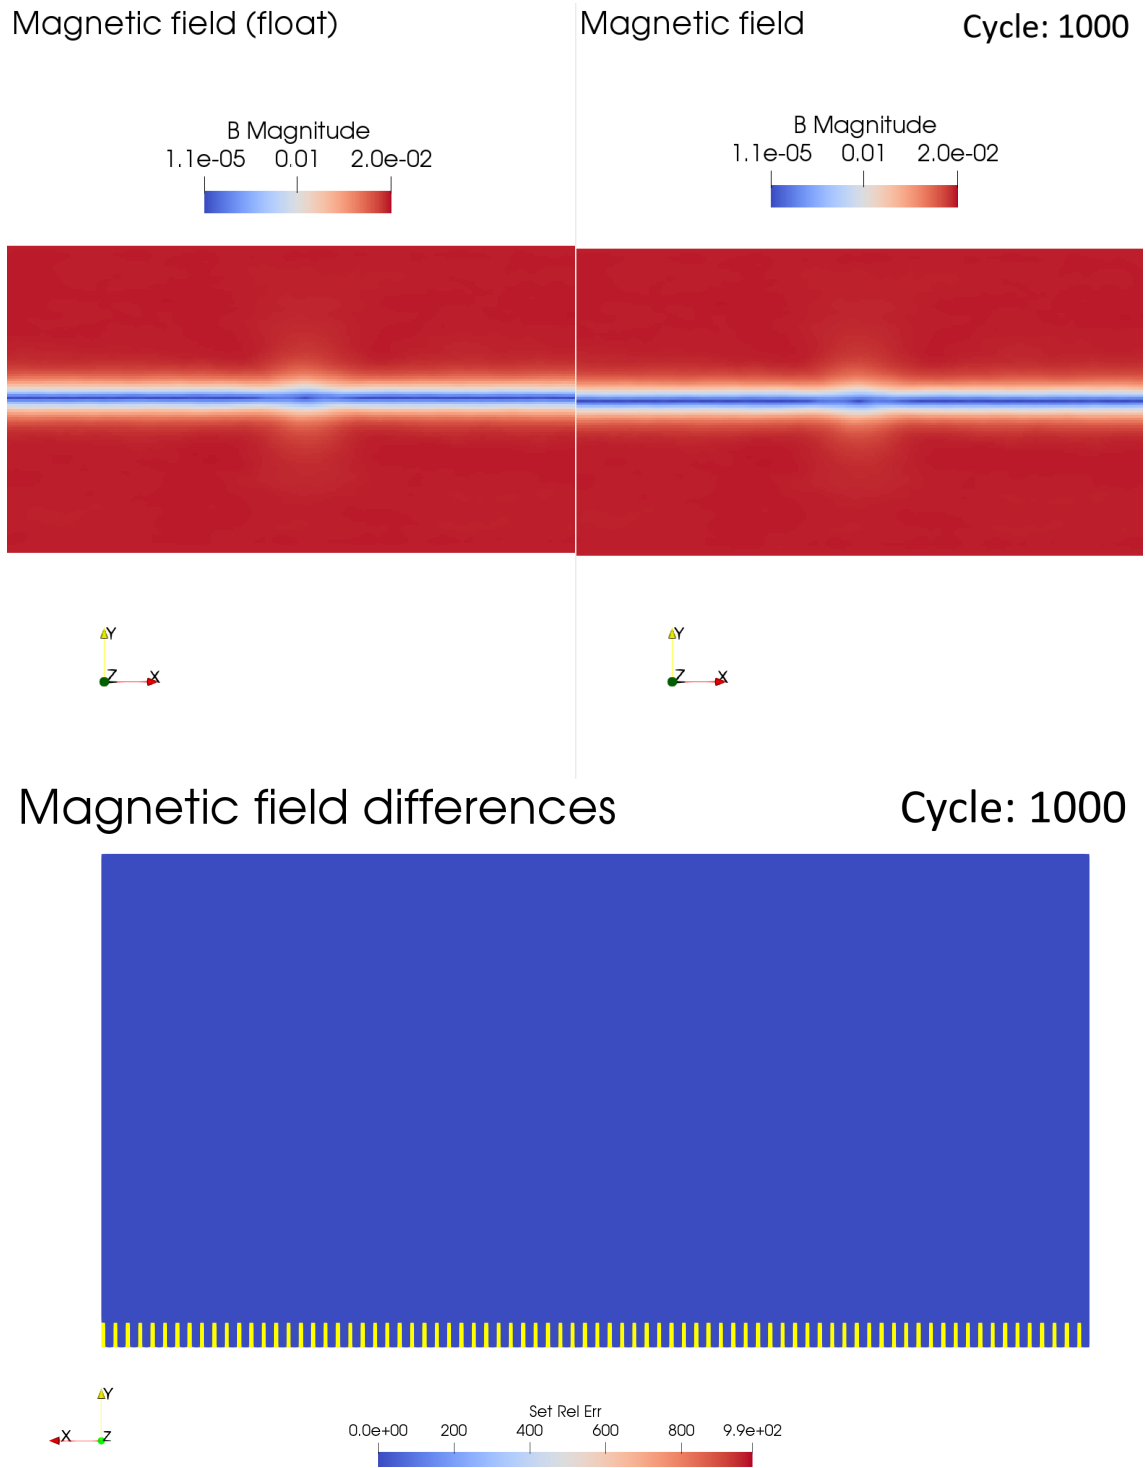 Magnetic field (float)
Magnetic field
Cycle: 1000
B Magnitude
1.1e-05 0.01 2.0e-02
B Magnitude
1.1e-05 0.01 2.0e-02
Y
Z X
Y
Z X
Magnetic field differences
Cycle: 1000
Y
X Z
Set Rel Err
0.0e+00 200 400 600 800 9.9e+02